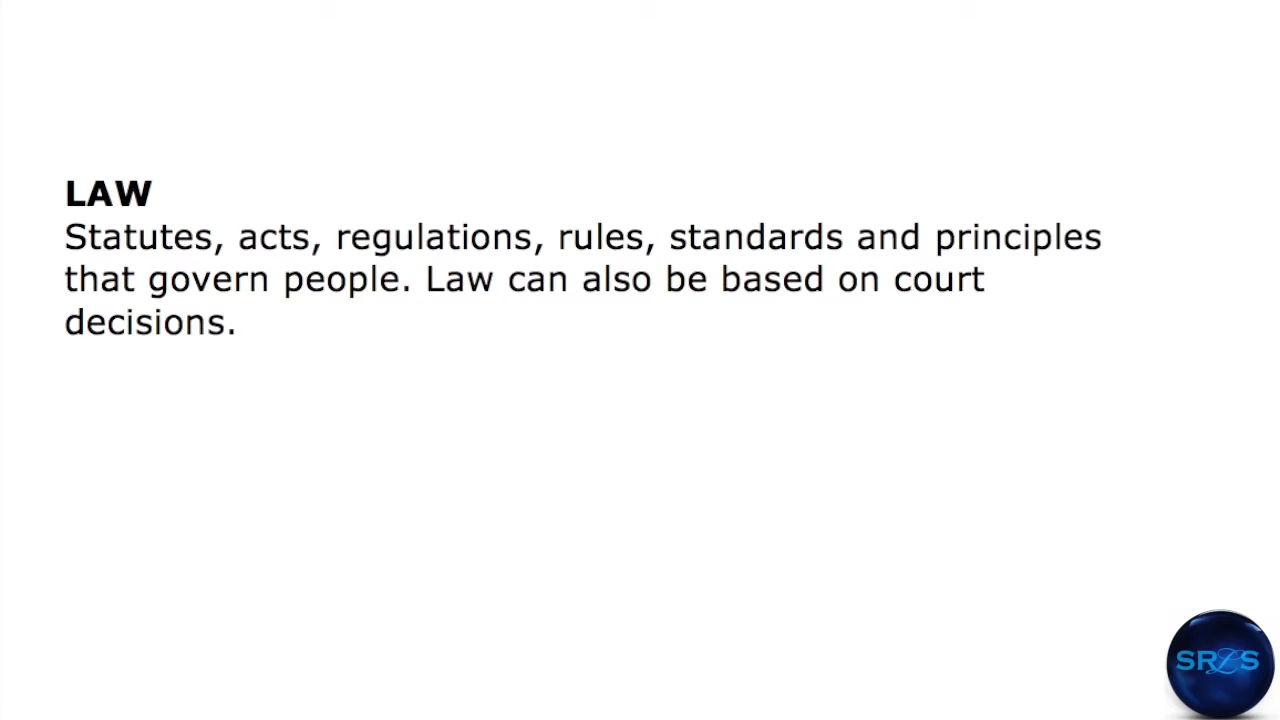 LAW
Statutes, acts, regulations, rules, standards and principles
that govern people. Law can also be based on court
decisions.
SRLS